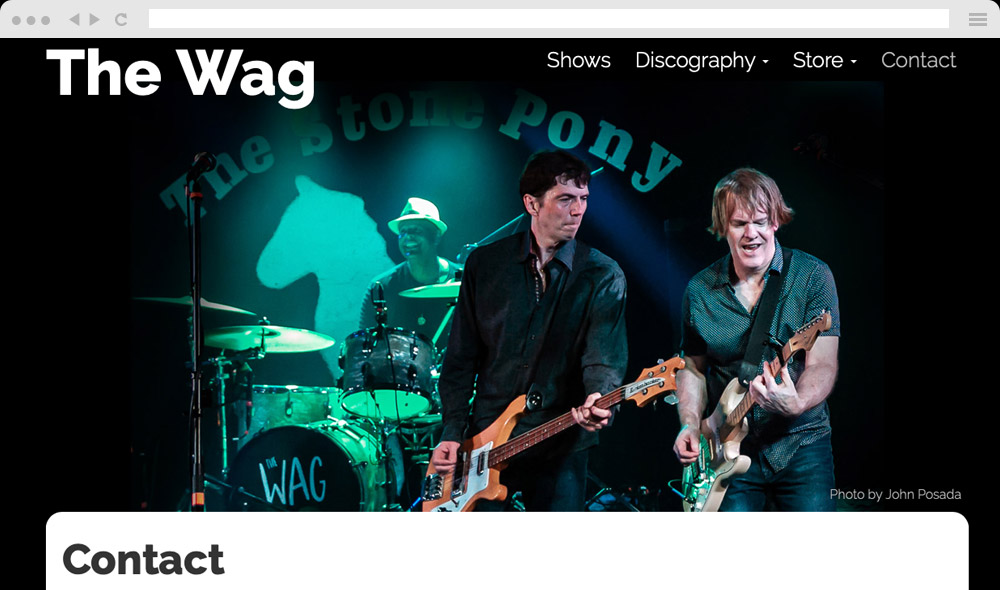 The Wag
Shows Discography Store Contact
The Stone Pony
THE
WAG
Photo by John Posada
Contact